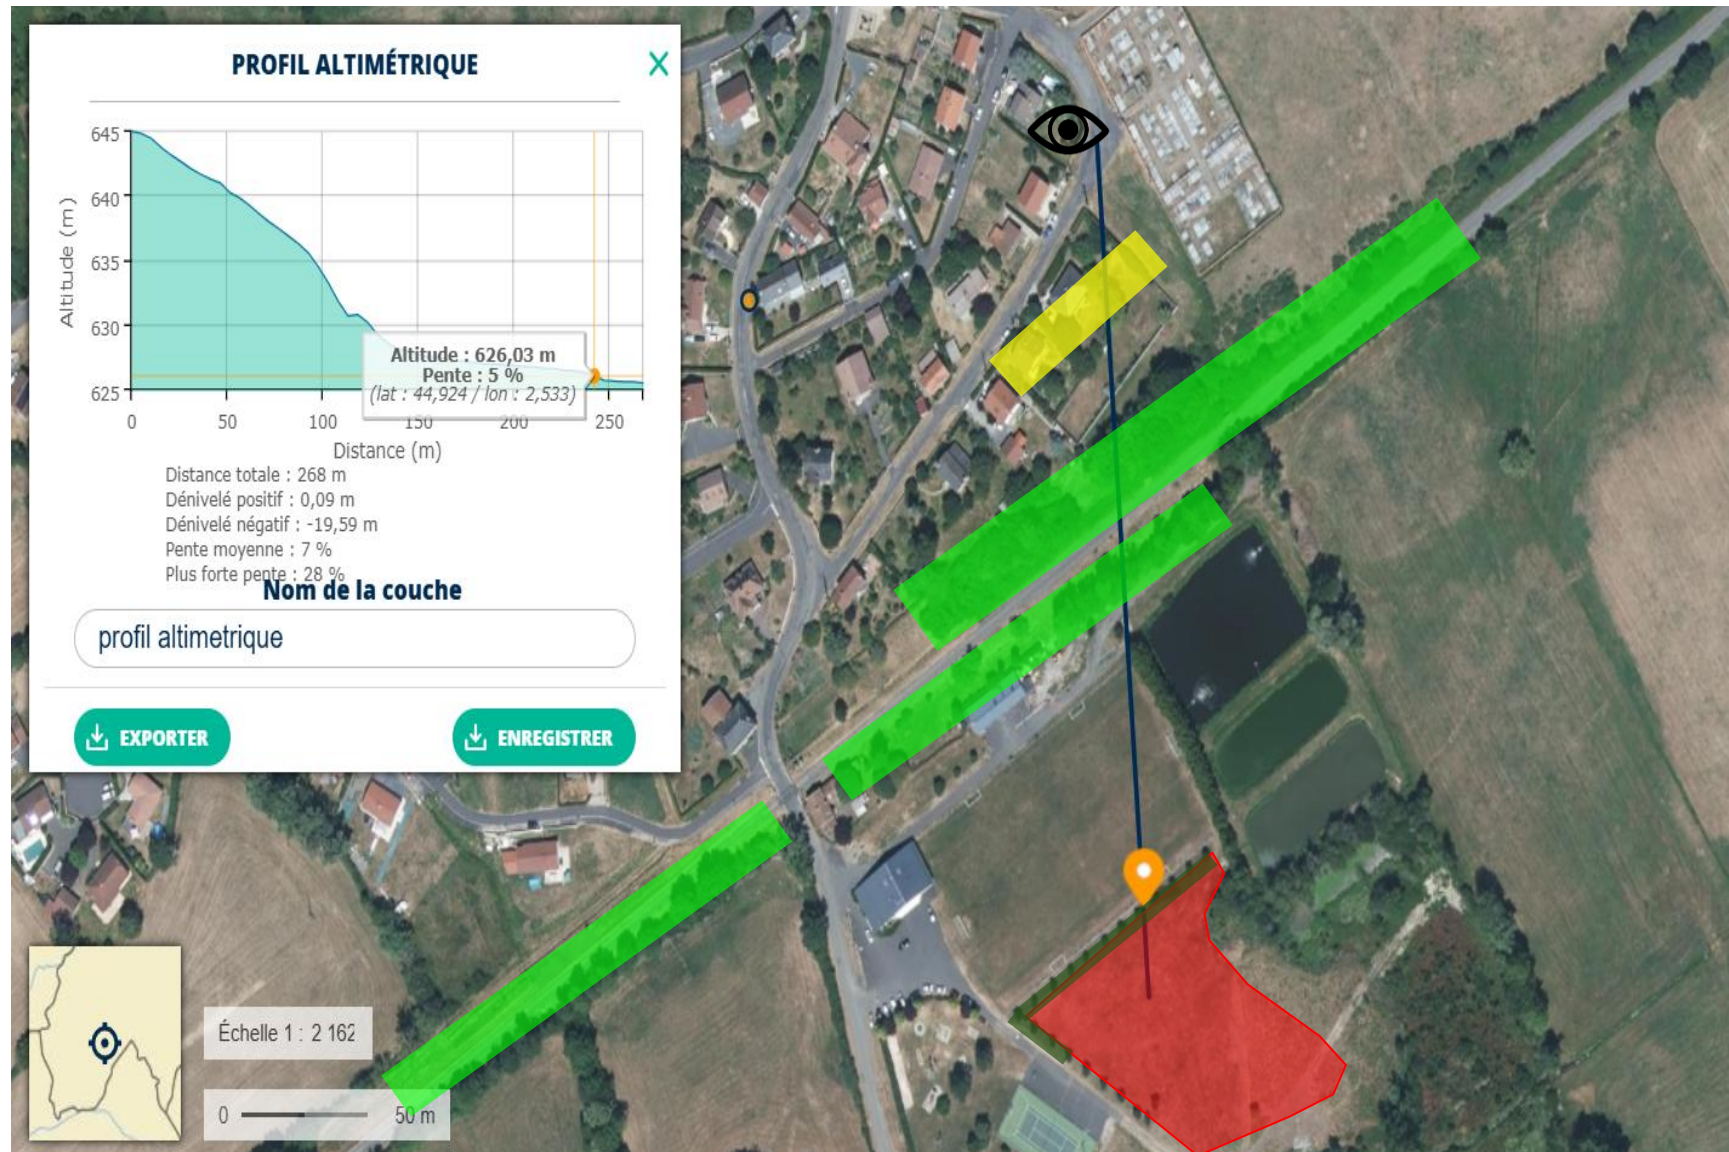 PROFIL ALTIMÉTRIQUE
X
Altitude (m)
645
640
635
630
625
Altitude : 626,03 m
Pente : 5 %
(lat : 44,924 / lon : 2,533)
0 50 100 150 200 250
Distance (m)
Distance totale : 268 m
Dénivelé positif : 0,09 m
Dénivelé négatif : -19,59 m
Pente moyenne : 7 %
Plus forte pente : 28 %
Nom de la couche
profil altimetrique
EXPORTER ENREGISTRER
Échelle 1 : 2 162
0 50 m